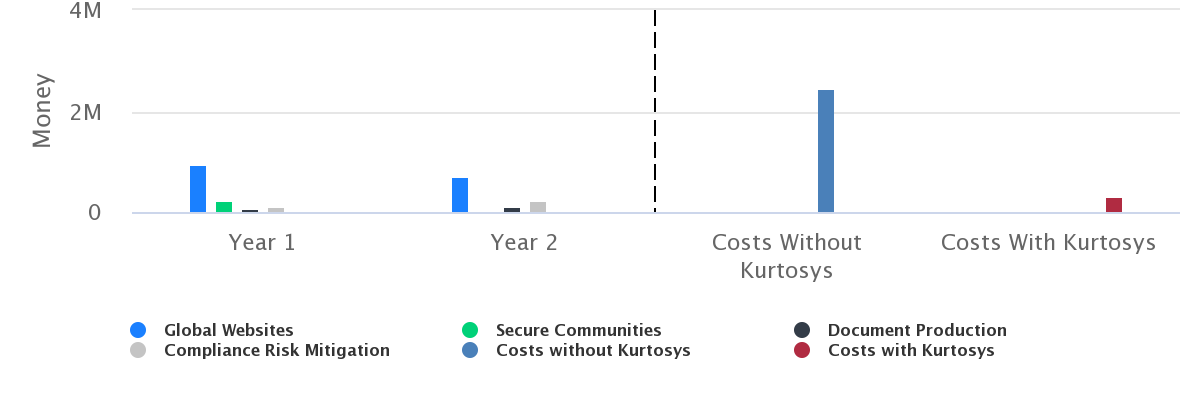 4M
Money
2M
0
Year 1
Year 2
Costs Without
Kurtosys
Costs With Kurtosys
Global Websites
Secure Communities
Document Production
Compliance Risk Mitigation
Costs without Kurtosys
Costs with Kurtosys